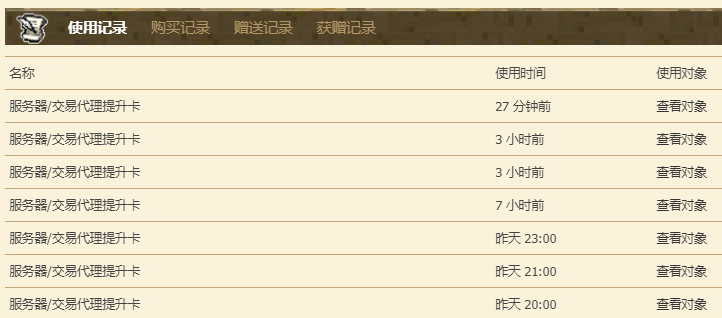 使用记录 购买记录 赠送记录 获赠记录
名称 使用时间 使用对象
服务器/交易代理提升卡 27 分钟前 查看对象
服务器/交易代理提升卡 3 小时前 查看对象
服务器/交易代理提升卡 3 小时前 查看对象
服务器/交易代理提升卡 7 小时前 查看对象
服务器/交易代理提升卡 昨天 23:00 查看对象
服务器/交易代理提升卡 昨天 21:00 查看对象
服务器/交易代理提升卡 昨天 20:00 查看对象